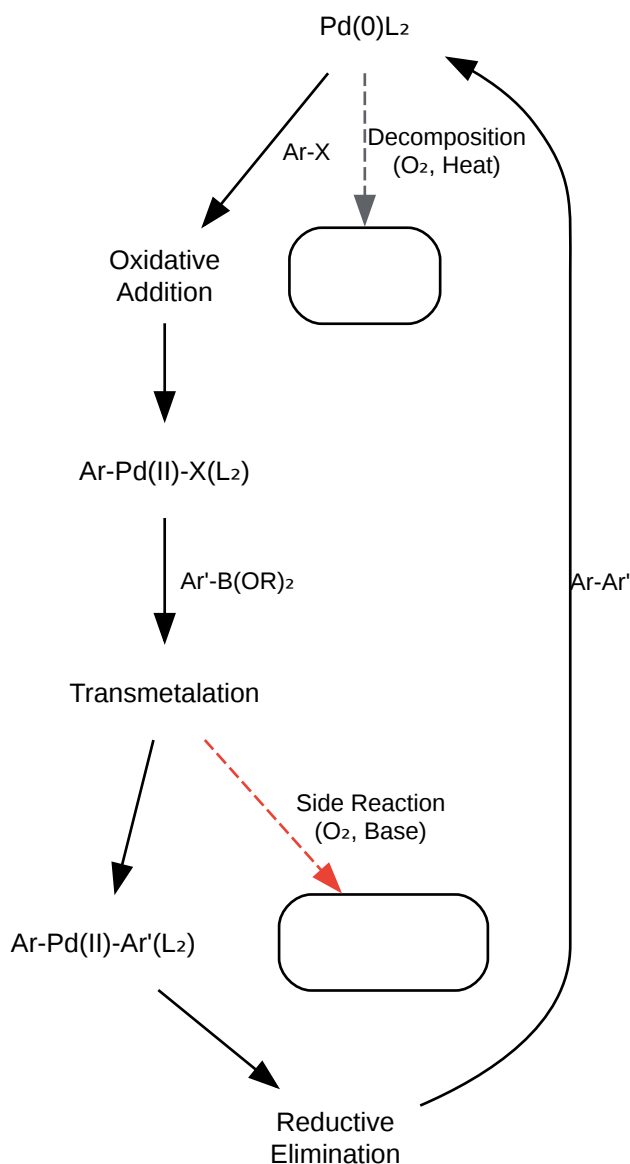 Pd(0)L₂
Ar-X
Decomposition
(O₂, Heat)
Oxidative
Addition
Ar-Pd(II)-X(L₂)
Ar'-B(OR)₂
Ar-Ar'
Transmetalation
Side Reaction
(O₂, Base)
Ar-Pd(II)-Ar'(L₂)
Reductive
Elimination